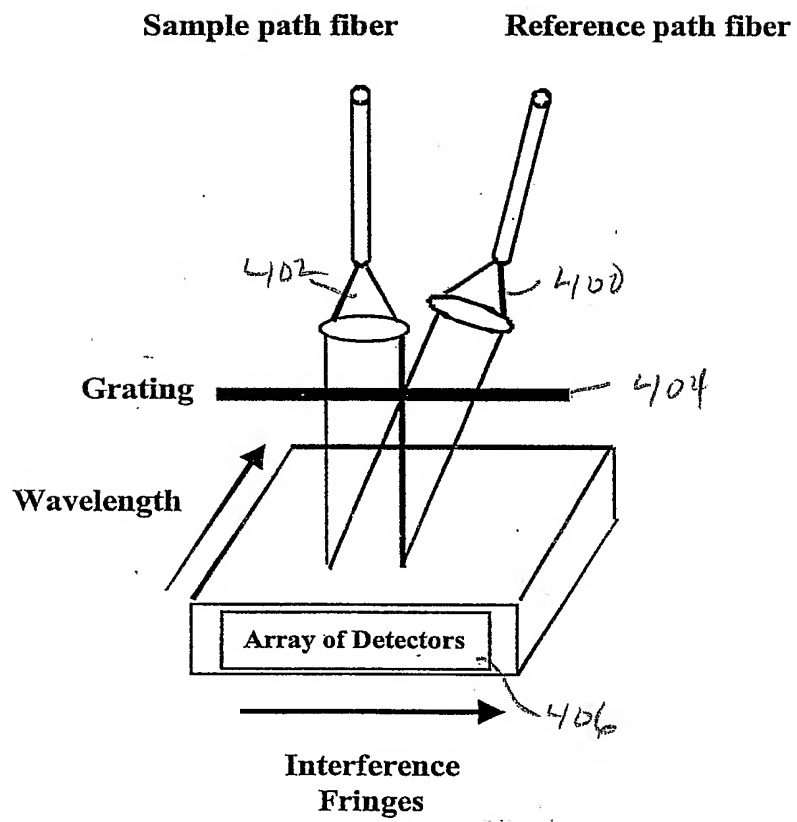 Sample path fiber
Reference path fiber
402
400
Grating
404
Wavelength
Array of Detectors
406
Interference
Fringes